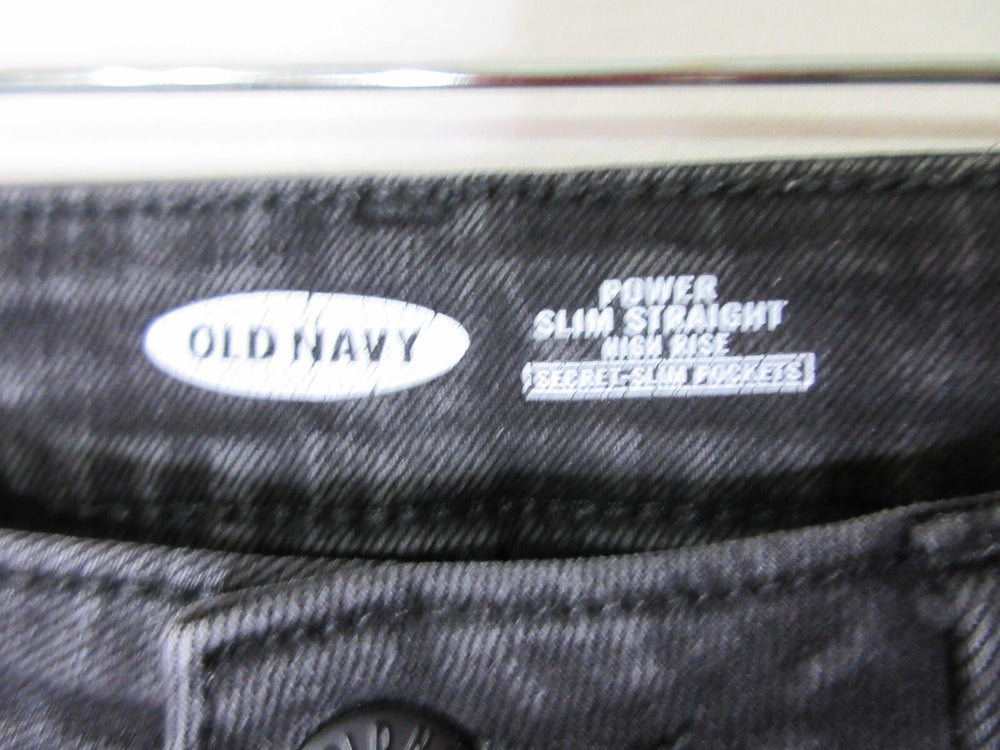 OLD NAVY
POWER
SLIM STRAIGHT
HIGH RISE
SECRET-SLIM POCKETS